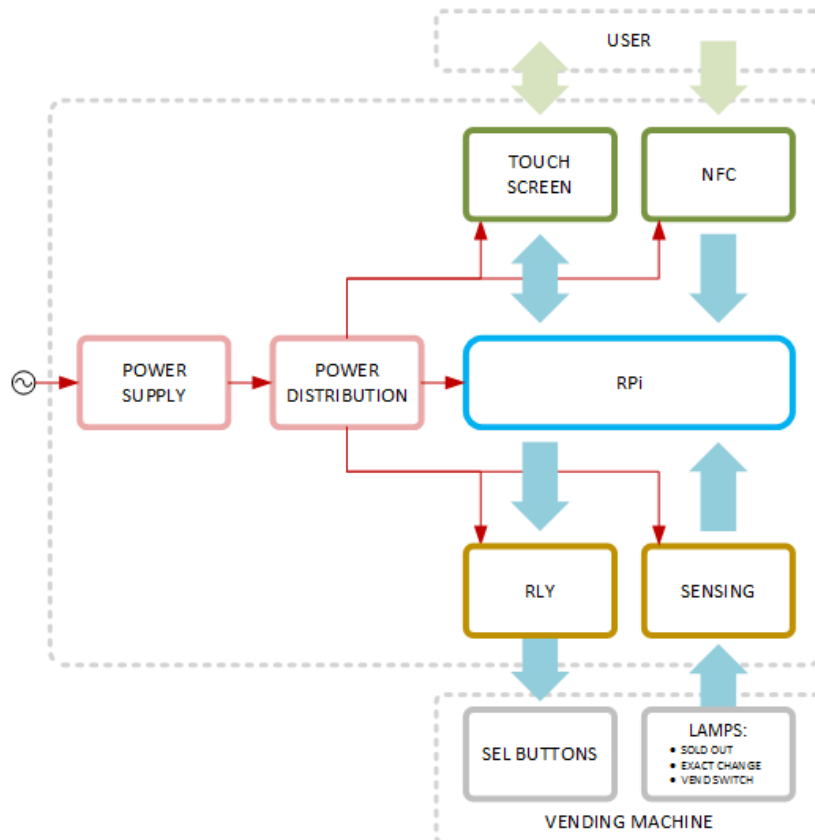 USER
TOUCH
SCREEN
NFC
POWER
SUPPLY
POWER
DISTRIBUTION
RPi
RLY
SENSING
SEL BUTTONS
LAMPS:
● SOLD OUT
● EXACT CHANGE
● VEND SWITCH
VENDING MACHINE